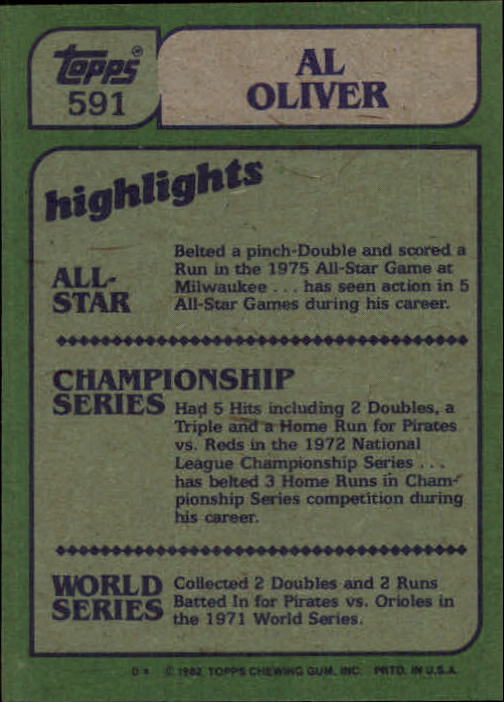 topps®
591
AL
OLIVER
highlights
ALL-
STAR
Belted a pinch-Double and scored a
Run in the 1975 All-Star Game at
Milwaukee . . . has seen action in 5
All-Star Games during his career.
CHAMPIONSHIP
SERIES
Had 5 Hits including 2 Doubles, a
Triple and a Home Run for Pirates
vs. Reds in the 1972 National
League Championship Series . . .
has belted 3 Home Runs in Cham-
pionship Series competition during
his career.
WORLD
SERIES
Collected 2 Doubles and 2 Runs
Batted In for Pirates vs. Orioles in
the 1971 World Series.
D* © 1982 TOPPS CHEWING GUM, INC. PRTD. IN U.S.A.